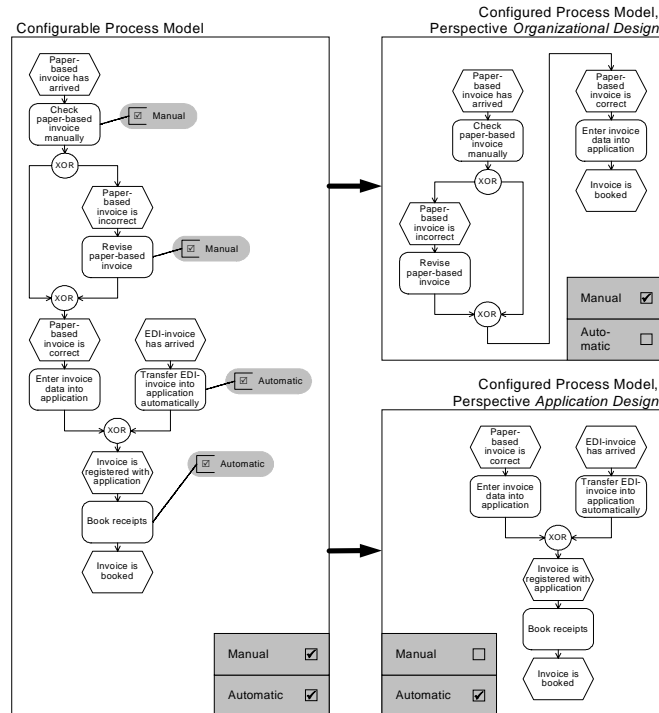 Configurable Process Model
Paper-
based
invoice has
arrived
Check
paper-based
invoice
manually
Manual
XOR
Paper-
based
invoice is
incorrect
Revise
paper-based
invoice
Manual
XOR
Paper-
based
invoice is
correct
EDI-invoice
has arrived
Enter invoice
data into
application
Transfer EDI-
invoice into
application
automatically
Automatic
XOR
Invoice is
registered with
application
Automatic
Book receipts
Invoice is
booked
Manual
Automatic
Configured Process Model,
Perspective Organizational Design
Paper-
based
invoice has
arrived
Check
paper-based
invoice
manually
XOR
Paper-
based
invoice is
incorrect
Revise
paper-based
invoice
XOR
Paper-
based
invoice is
correct
Enter invoice
data into
application
Invoice is
booked
Manual
Auto-
matic
Configured Process Model,
Perspective Application Design
Paper-
based
invoice is
correct
EDI-invoice
has arrived
Enter invoice
data into
application
Transfer EDI-
invoice into
application
automatically
XOR
Invoice is
registered with
application
Book receipts
Invoice is
booked
Manual
Automatic